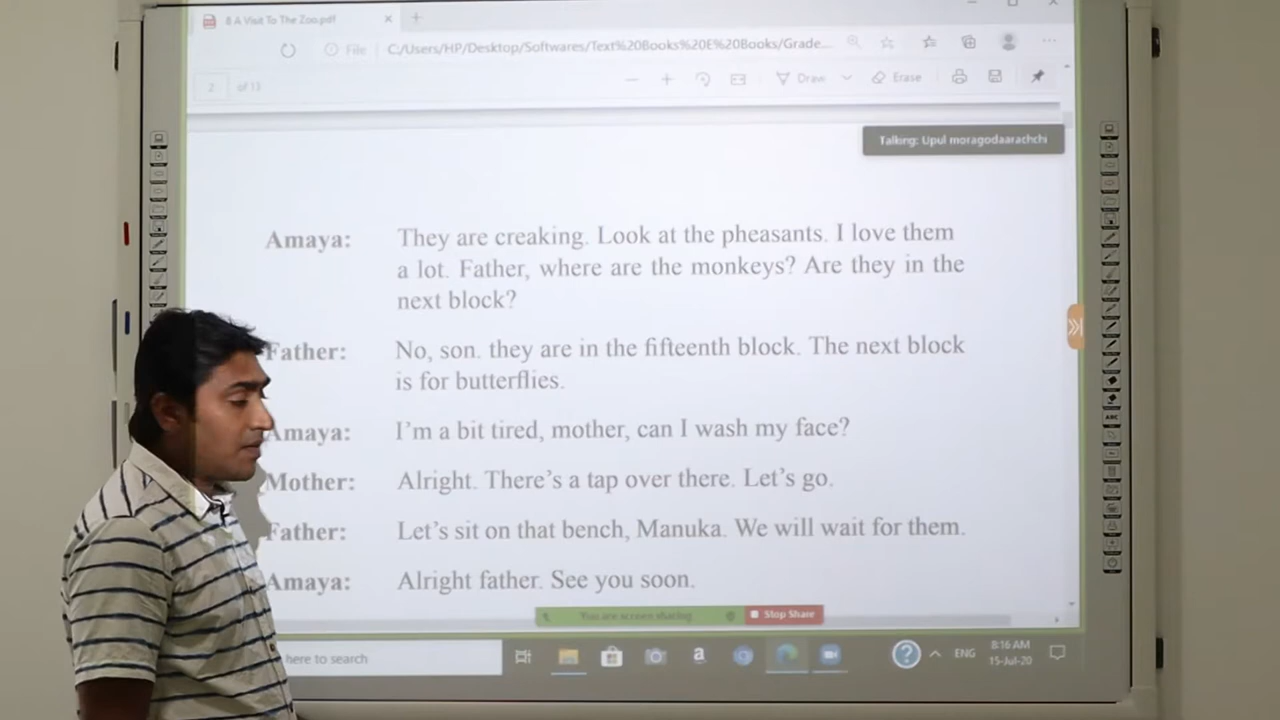 8 A Visit To The Zoo.pdf
File C:/Users/HP/Desktop/Softwares/Text%20Books%20E%20Books/Grade...
2 of 13 Draw Erase
Talking: Upul moragodaarachchi
Amaya: They are creaking. Look at the pheasants. I love them
a lot. Father, where are the monkeys? Are they in the
next block?
Father: No, son. they are in the fifteenth block. The next block
is for butterflies.
Amaya: I'm a bit tired, mother, can I wash my face?
Mother: Alright. There's a tap over there. Let's go.
Father: Let's sit on that bench, Manuka. We will wait for them.
Amaya: Alright father. See you soon.
You are screen sharing Stop Share
here to search
ENG 8:16 AM
15-Jul-20